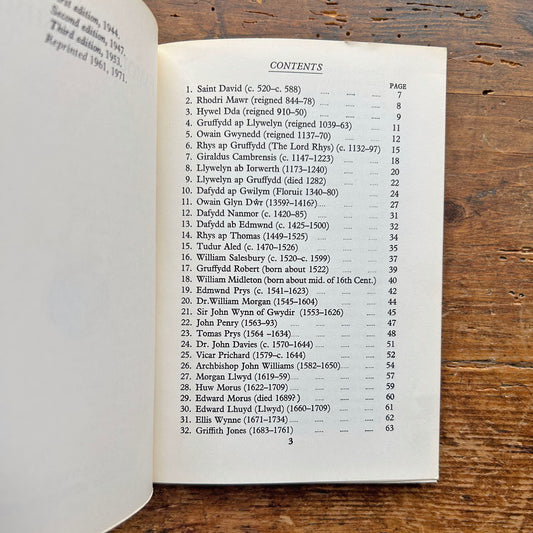 First edition, 1944.
Second edition, 1947.
Third edition, 1953.
Reprinted 1961, 1971.
CONTENTS
PAGE
1. Saint David (c. 520–c. 588) .... .... .... 7
2. Rhodri Mawr (reigned 844-78) .... .... 8
3. Hywel Dda (reigned 910-50) .... .... 9
4. Gruffydd ap Llywelyn (reigned 1039-63) .... 11
5. Owain Gwynedd (reigned 1137-70) .... .... 12
6. Rhys ap Gruffydd (The Lord Rhys) (c. 1132-97) 15
7. Giraldus Cambrensis (c. 1147-1223) .... .... 18
8. Llywelyn ab Iorwerth (1173-1240) .... .... 20
9. Llywelyn ap Gruffydd (died 1282) .... .... 22
10. Dafydd ap Gwilym (Floruit 1340-80) .... .... 24
11. Owain Glyn Dŵr (1359?-1416?).... .... .... 27
12. Dafydd Nanmor (c. 1420-85) .... .... .... 31
13. Dafydd ab Edmwnd (c. 1425-1500) .... .... 32
14. Rhys ap Thomas (1449-1525) .... .... .... 34
15. Tudur Aled (c. 1470-1526) .... .... .... 35
16. William Salesbury (c. 1520–c. 1599) .... .... 37
17. Gruffydd Robert (born about 1522) .... .... 39
18. William Midleton (born about mid. of 16th Cent.) 40
19. Edmwnd Prys (c. 1541-1623) .... .... .... 42
20. Dr. William Morgan (1545-1604) .... .... 44
21. Sir John Wynn of Gwydir (1553-1626) .... 45
22. John Penry (1563-93) .... .... .... 47
23. Tomas Prys (1564 -1634) .... .... .... 48
24. Dr. John Davies (c. 1570-1644) .... .... 51
25. Vicar Prichard (1579-c. 1644) .... .... 52
26. Archbishop John Williams (1582-1650).... .... 54
27. Morgan Llwyd (1619-59) .... .... .... 57
28. Huw Morus (1622-1709) .... .... .... 59
29. Edward Morus (died 1689?) .... .... .... 60
30. Edward Lhuyd (Llwyd) (1660-1709) .... .... 61
31. Ellis Wynne (1671-1734).... .... .... 62
32. Griffith Jones (1683-1761) .... .... .... 63
3